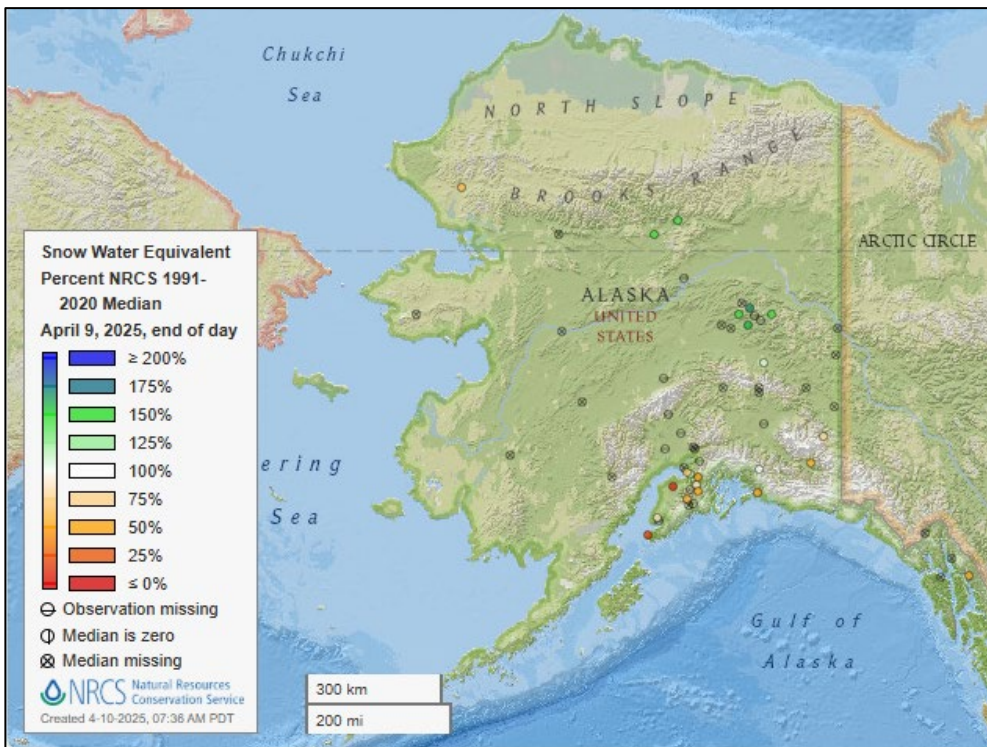 Chukchi
Sea
NORTH SLOPE
BROOKS RANGE
ARCTIC CIRCLE
ALASKA
UNITED
STATES
ering
Sea
Gulf of
Alaska
Snow Water Equivalent
Percent NRCS 1991-
2020 Median
April 9, 2025, end of day
≥ 200%
175%
150%
125%
100%
75%
50%
25%
≤ 0%
Observation missing
Median is zero
Median missing
NRCS Natural Resources
Conservation Service
Created 4-10-2025, 07:36 AM PDT
300 km
200 mi